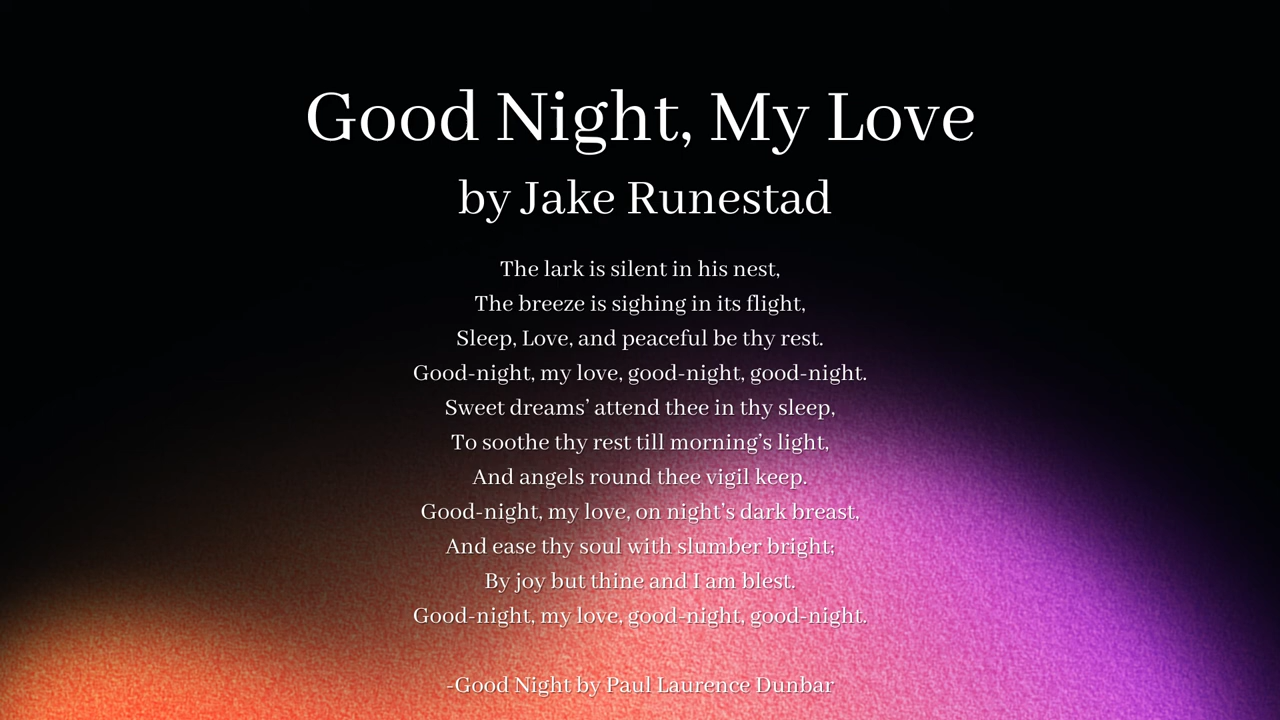 Good Night, My Love
by Jake Runestad
The lark is silent in his nest,
The breeze is sighing in its flight,
Sleep, Love, and peaceful be thy rest.
Good-night, my love, good-night, good-night.
Sweet dreams’ attend thee in thy sleep,
To soothe thy rest till morning’s light,
And angels round thee vigil keep.
Good-night, my love, on night's dark breast,
And ease thy soul with slumber bright;
By joy but thine and I am blest.
Good-night, my love, good-night, good-night.
-Good Night by Paul Laurence Dunbar